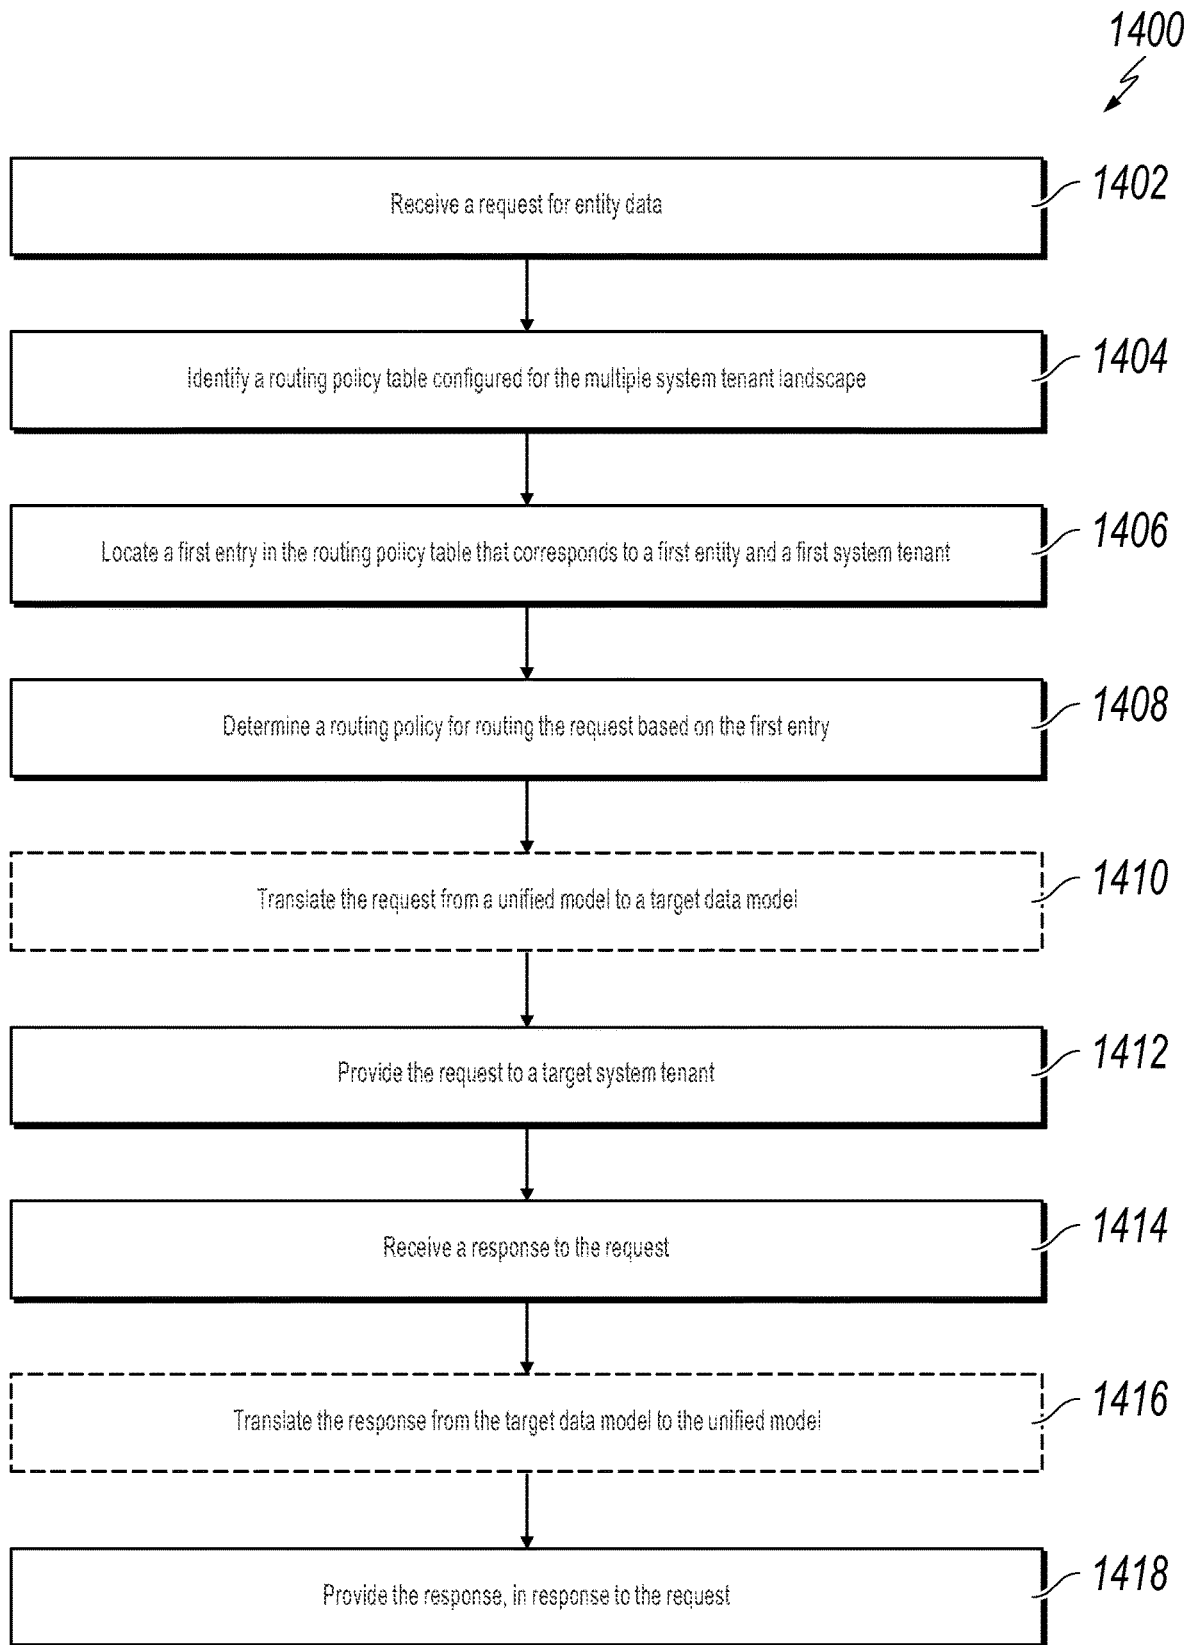 1400
Receive a request for entity data
1402
Identify a routing policy table configured for the multiple system tenant landscape
1404
Locate a first entry in the routing policy table that corresponds to a first entity and a first system tenant
1406
Determine a routing policy for routing the request based on the first entry
1408
Translate the request from a unified model to a target data model
1410
Provide the request to a target system tenant
1412
Receive a response to the request
1414
Translate the response from the target data model to the unified model
1416
Provide the response, in response to the request
1418